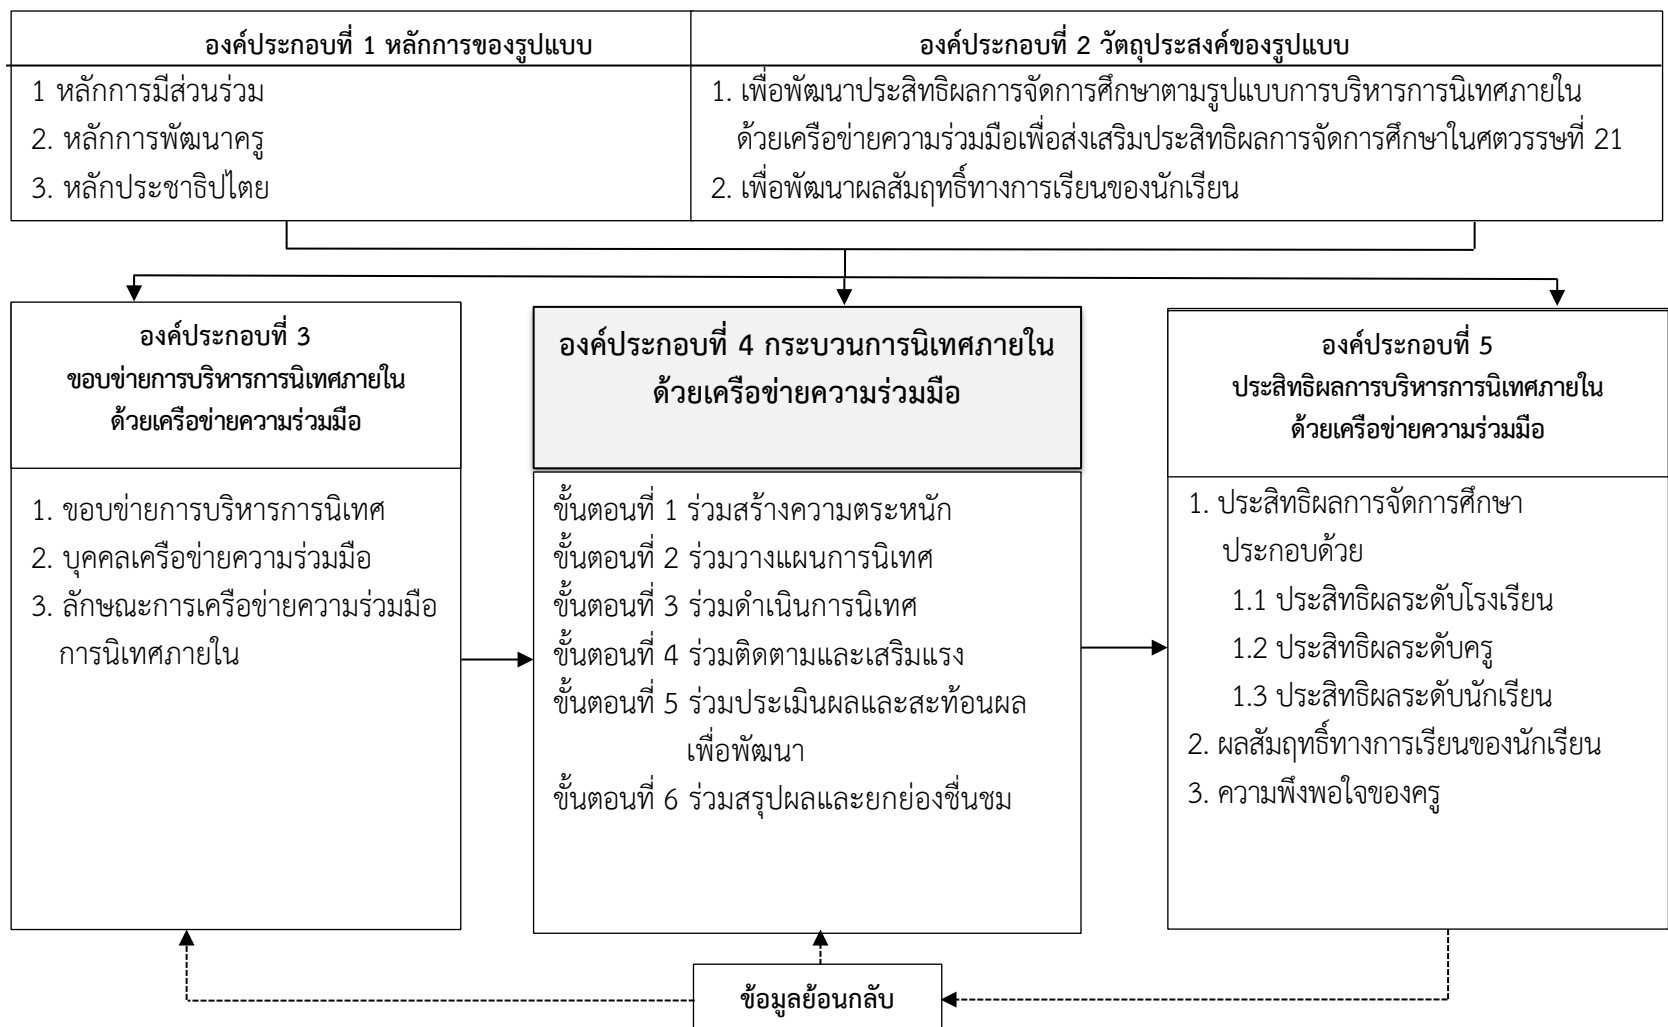 องค์ประกอบที่ 1 หลักการของรูปแบบ
องค์ประกอบที่ 2 วัตถุประสงค์ของรูปแบบ
1 หลักการมีส่วนร่วม
2. หลักการพัฒนาครู
3. หลักประชาธิปไตย
1. เพื่อพัฒนาประสิทธิผลการจัดการศึกษาตามรูปแบบการบริหารการนิเทศภายใน
ด้วยเครือข่ายความร่วมมือเพื่อส่งเสริมประสิทธิผลการจัดการศึกษาในศตวรรษที่ 21
2. เพื่อพัฒนาผลสัมฤทธิ์ทางการเรียนของนักเรียน
องค์ประกอบที่ 3
ขอบข่ายการบริหารการนิเทศภายใน
ด้วยเครือข่ายความร่วมมือ
1. ขอบข่ายการบริหารการนิเทศ
2. บุคคลเครือข่ายความร่วมมือ
3. ลักษณะการเครือข่ายความร่วมมือ
การนิเทศภายใน
องค์ประกอบที่ 4 กระบวนการนิเทศภายใน
ด้วยเครือข่ายความร่วมมือ
ขั้นตอนที่ 1 ร่วมสร้างความตระหนัก
ขั้นตอนที่ 2 ร่วมวางแผนการนิเทศ
ขั้นตอนที่ 3 ร่วมดำเนินการนิเทศ
ขั้นตอนที่ 4 ร่วมติดตามและเสริมแรง
ขั้นตอนที่ 5 ร่วมประเมินผลและสะท้อนผล
เพื่อพัฒนา
ขั้นตอนที่ 6 ร่วมสรุปผลและยกย่องชื่นชม
องค์ประกอบที่ 5
ประสิทธิผลการบริหารการนิเทศภายใน
ด้วยเครือข่ายความร่วมมือ
1. ประสิทธิผลการจัดการศึกษา
ประกอบด้วย
1.1 ประสิทธิผลระดับโรงเรียน
1.2 ประสิทธิผลระดับครู
1.3 ประสิทธิผลระดับนักเรียน
2. ผลสัมฤทธิ์ทางการเรียนของนักเรียน
3. ความพึงพอใจของครู
ข้อมูลย้อนกลับ